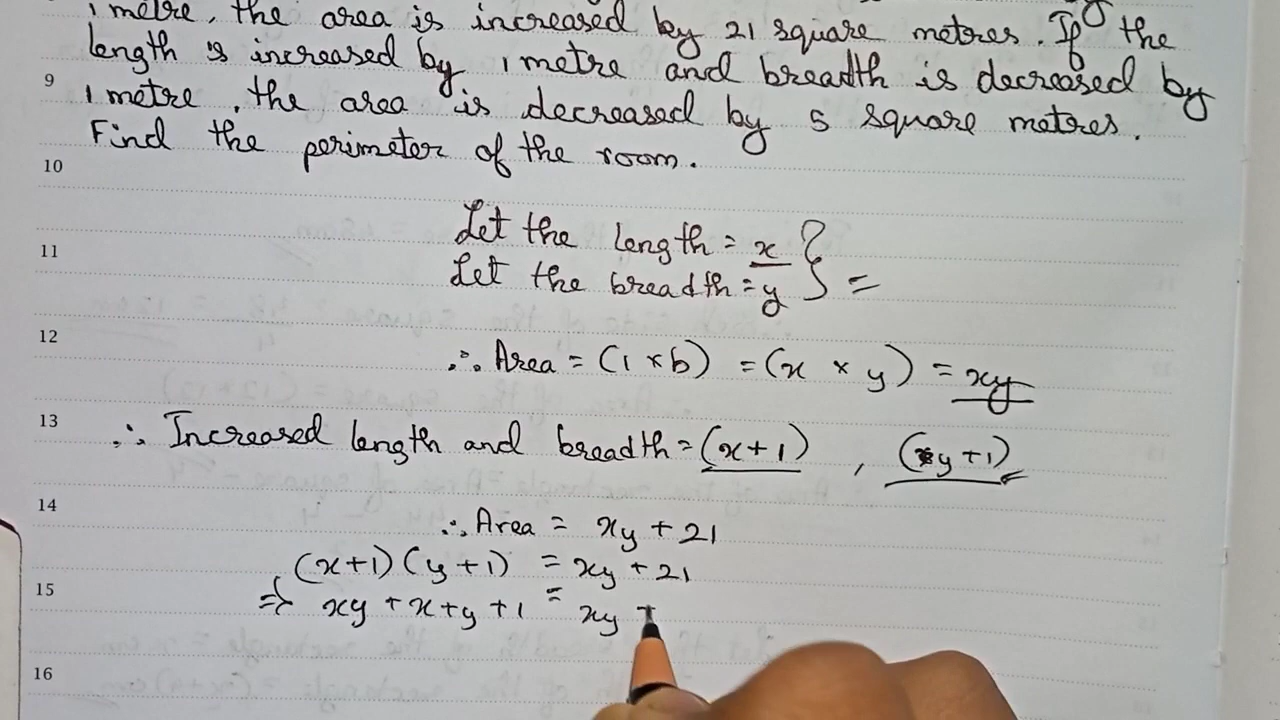 1 metre, the area is increased by 21 square metres. If the
length is increased by 1 metre and breadth is decreased by
9
1 metre, the area is decreased by 5 square metres.
Find the perimeter of the room.
10
Let the length = x
11
Let the breadth = y } =
12
∴ Area = (l × b) = (x × y) = xy
13
∴ Increased length and breadth = (x+1) , (y+1)
14
∴ Area = xy + 21
(x+1) (y+1) = xy + 21
15
⇒ xy + x + y + 1 = xy +
16